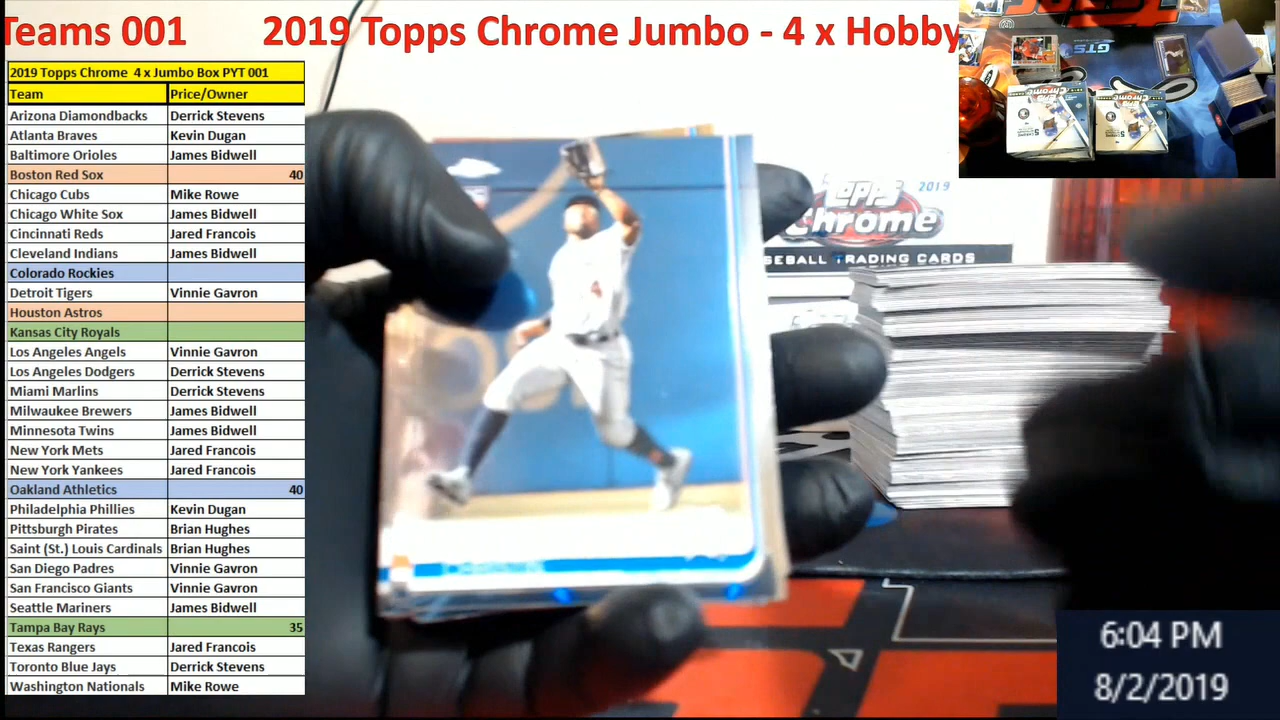 Teams 001 2019 Topps Chrome Jumbo - 4 x Hobby
2019 Topps Chrome 4 x Jumbo Box PYT 001
Team Price/Owner
Arizona Diamondbacks Derrick Stevens
Atlanta Braves Kevin Dugan
Baltimore Orioles James Bidwell
Boston Red Sox 40
Chicago Cubs Mike Rowe
Chicago White Sox James Bidwell
Cincinnati Reds Jared Francois
Cleveland Indians James Bidwell
Colorado Rockies
Detroit Tigers Vinnie Gavron
Houston Astros
Kansas City Royals
Los Angeles Angels Vinnie Gavron
Los Angeles Dodgers Derrick Stevens
Miami Marlins Derrick Stevens
Milwaukee Brewers James Bidwell
Minnesota Twins James Bidwell
New York Mets Jared Francois
New York Yankees Jared Francois
Oakland Athletics 40
Philadelphia Phillies Kevin Dugan
Pittsburgh Pirates Brian Hughes
Saint (St.) Louis Cardinals Brian Hughes
San Diego Padres Vinnie Gavron
San Francisco Giants Vinnie Gavron
Seattle Mariners James Bidwell
Tampa Bay Rays 35
Texas Rangers Jared Francois
Toronto Blue Jays Derrick Stevens
Washington Nationals Mike Rowe
Topps 2019
Chrome
BASEBALL TRADING CARDS
4
GTS
Chrome
5
Chrome
5
6:04 PM
8/2/2019